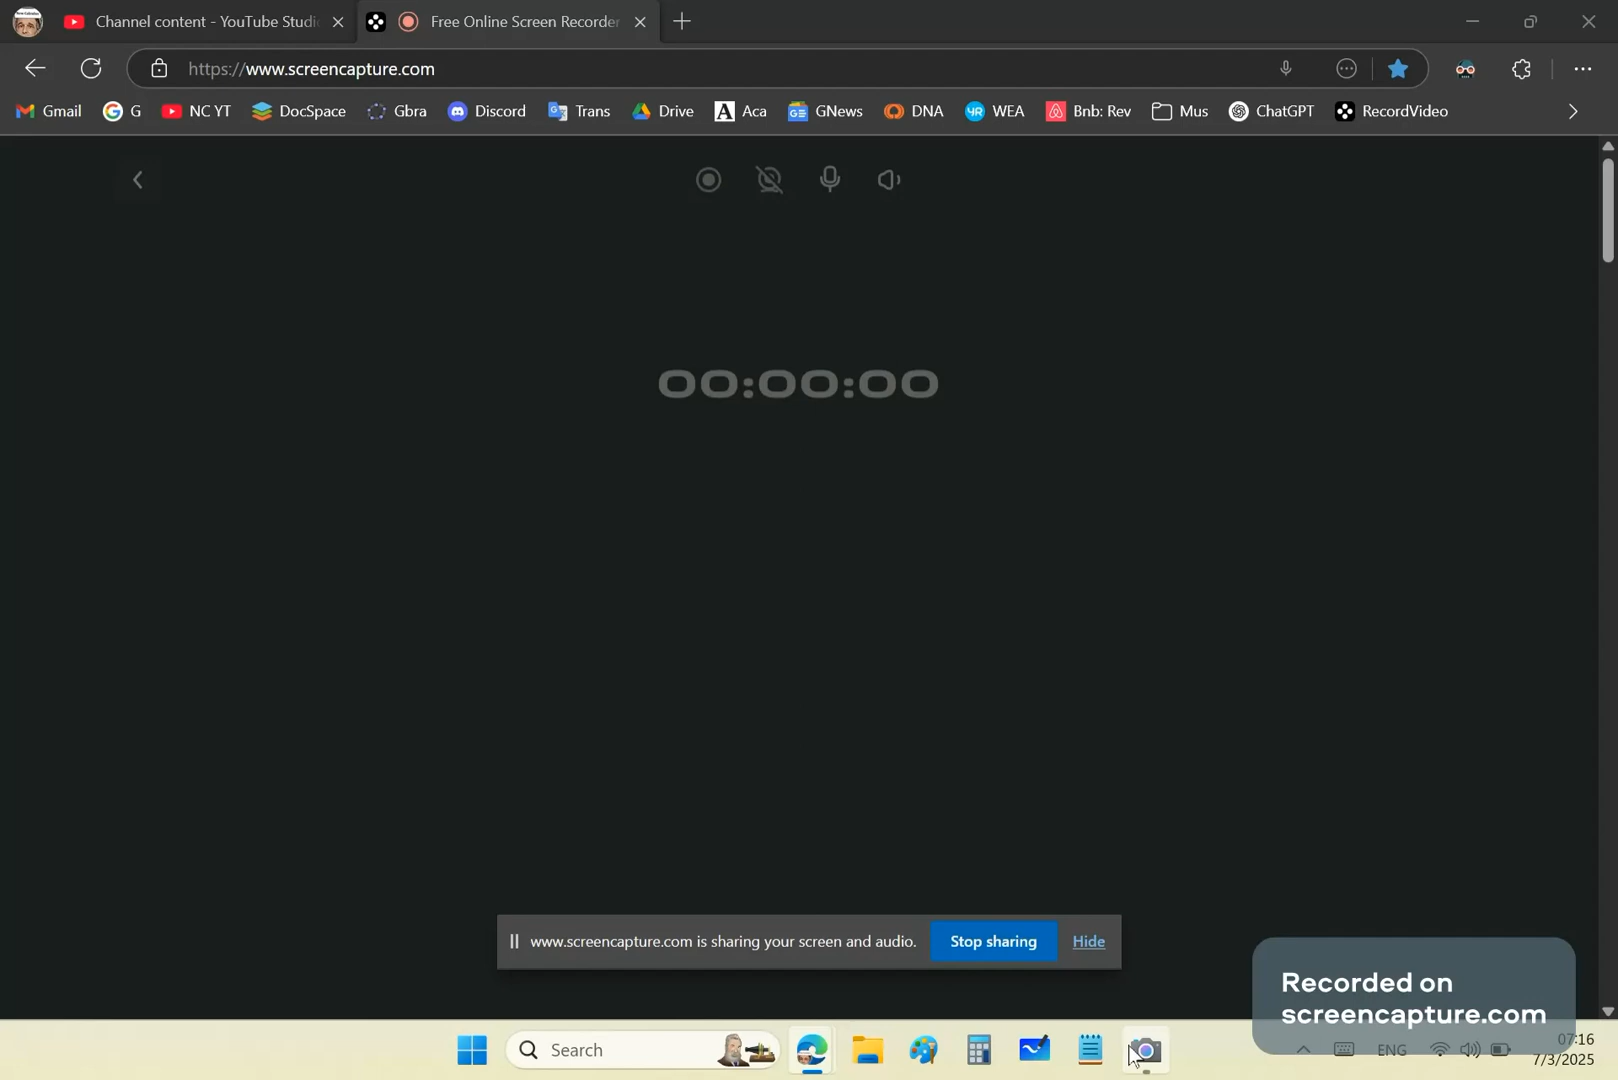 Channel content - YouTube Studi
Free Online Screen Recorder
https://www.screencapture.com
Gmail
G
NC YT
DocSpace
Gbra
Discord
Trans
Drive
Aca
GNews
DNA
WEA
Bnb: Rev
Mus
ChatGPT
RecordVideo
00:00:00
www.screencapture.com is sharing your screen and audio.
Stop sharing
Hide
Recorded on
screencapture.com
Search
ENG
07:16
7/3/2025